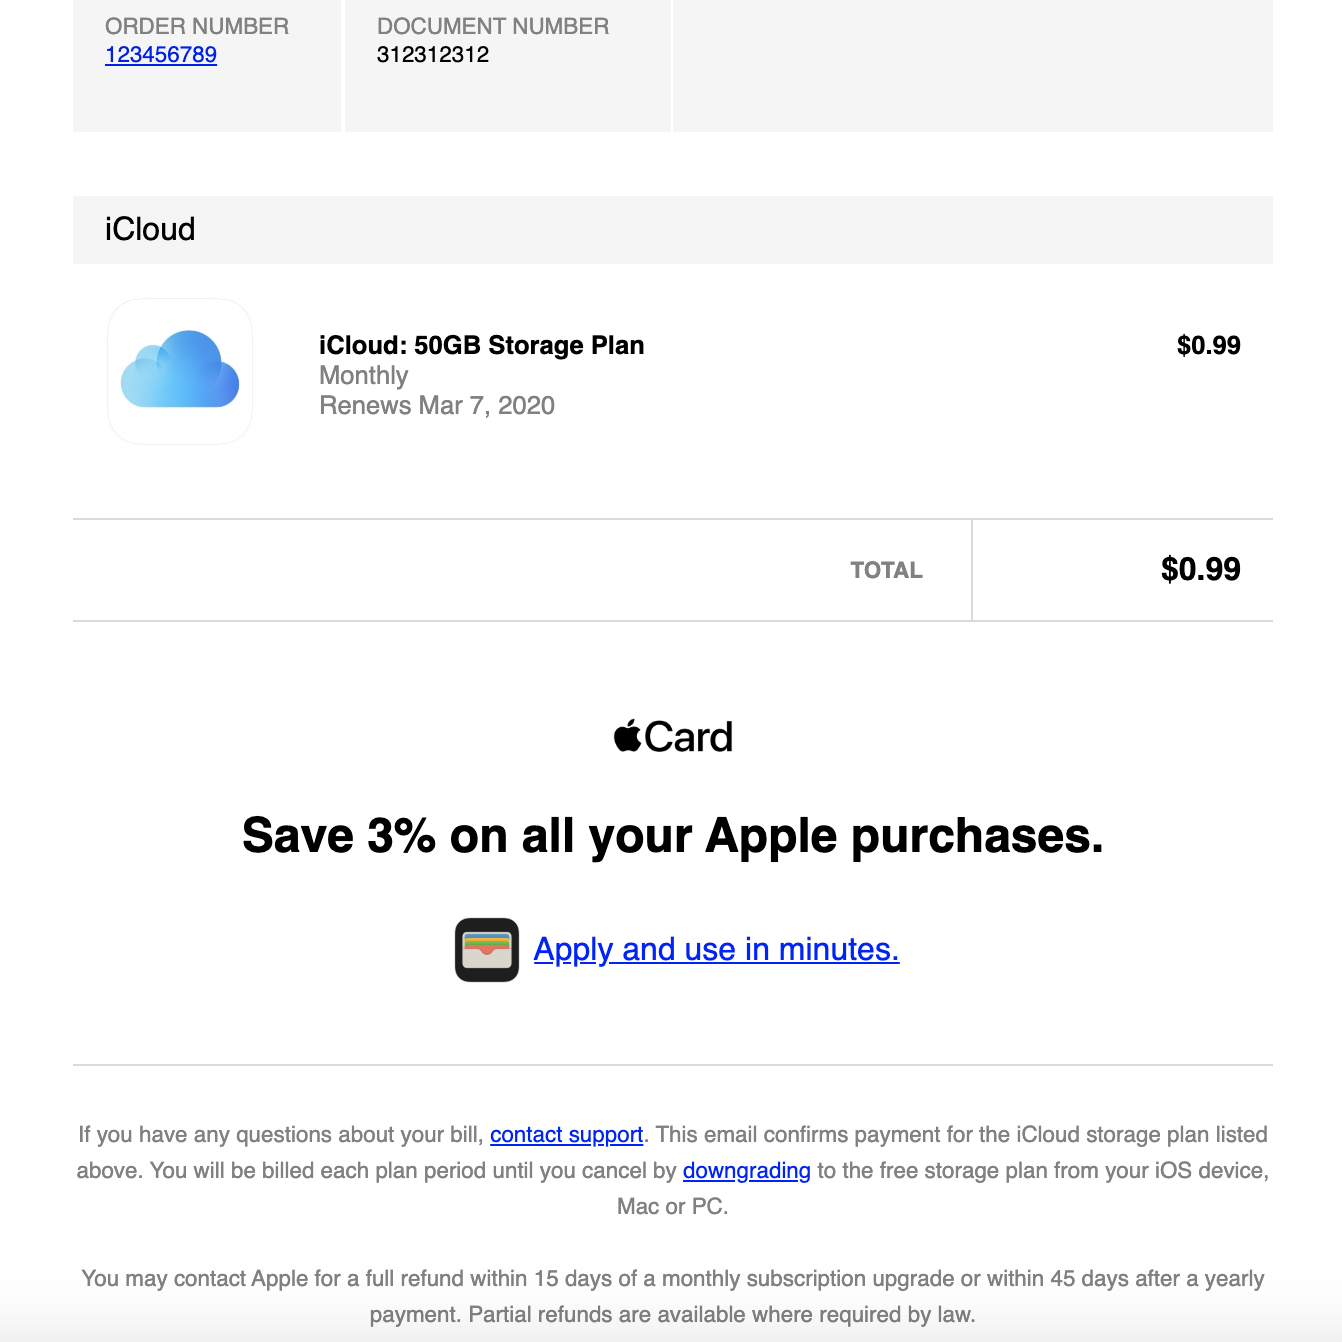 ORDER NUMBER
123456789
DOCUMENT NUMBER
312312312
iCloud
iCloud: 50GB Storage Plan
$0.99
Monthly
Renews Mar 7, 2020
TOTAL
$0.99
Card
Save 3% on all your Apple purchases.
Apply and use in minutes.
If you have any questions about your bill, contact support. This email confirms payment for the iCloud storage plan listed
above. You will be billed each plan period until you cancel by downgrading to the free storage plan from your iOS device,
Mac or PC.
You may contact Apple for a full refund within 15 days of a monthly subscription upgrade or within 45 days after a yearly
payment. Partial refunds are available where required by law.